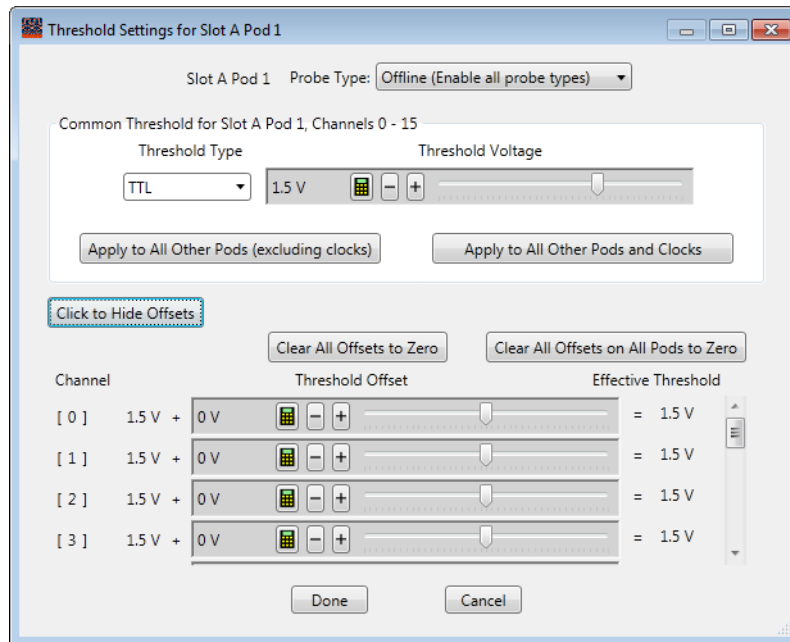 Threshold Settings for Slot A Pod 1
Slot A Pod 1 Probe Type: Offline (Enable all probe types)
Common Threshold for Slot A Pod 1, Channels 0 - 15
Threshold Type Threshold Voltage
TTL 1.5 V - +
Apply to All Other Pods (excluding clocks) Apply to All Other Pods and Clocks
Click to Hide Offsets
Clear All Offsets to Zero Clear All Offsets on All Pods to Zero
Channel Threshold Offset Effective Threshold
[ 0 ] 1.5 V + 0 V - + = 1.5 V
[ 1 ] 1.5 V + 0 V - + = 1.5 V
[ 2 ] 1.5 V + 0 V - + = 1.5 V
[ 3 ] 1.5 V + 0 V - + = 1.5 V
Done Cancel